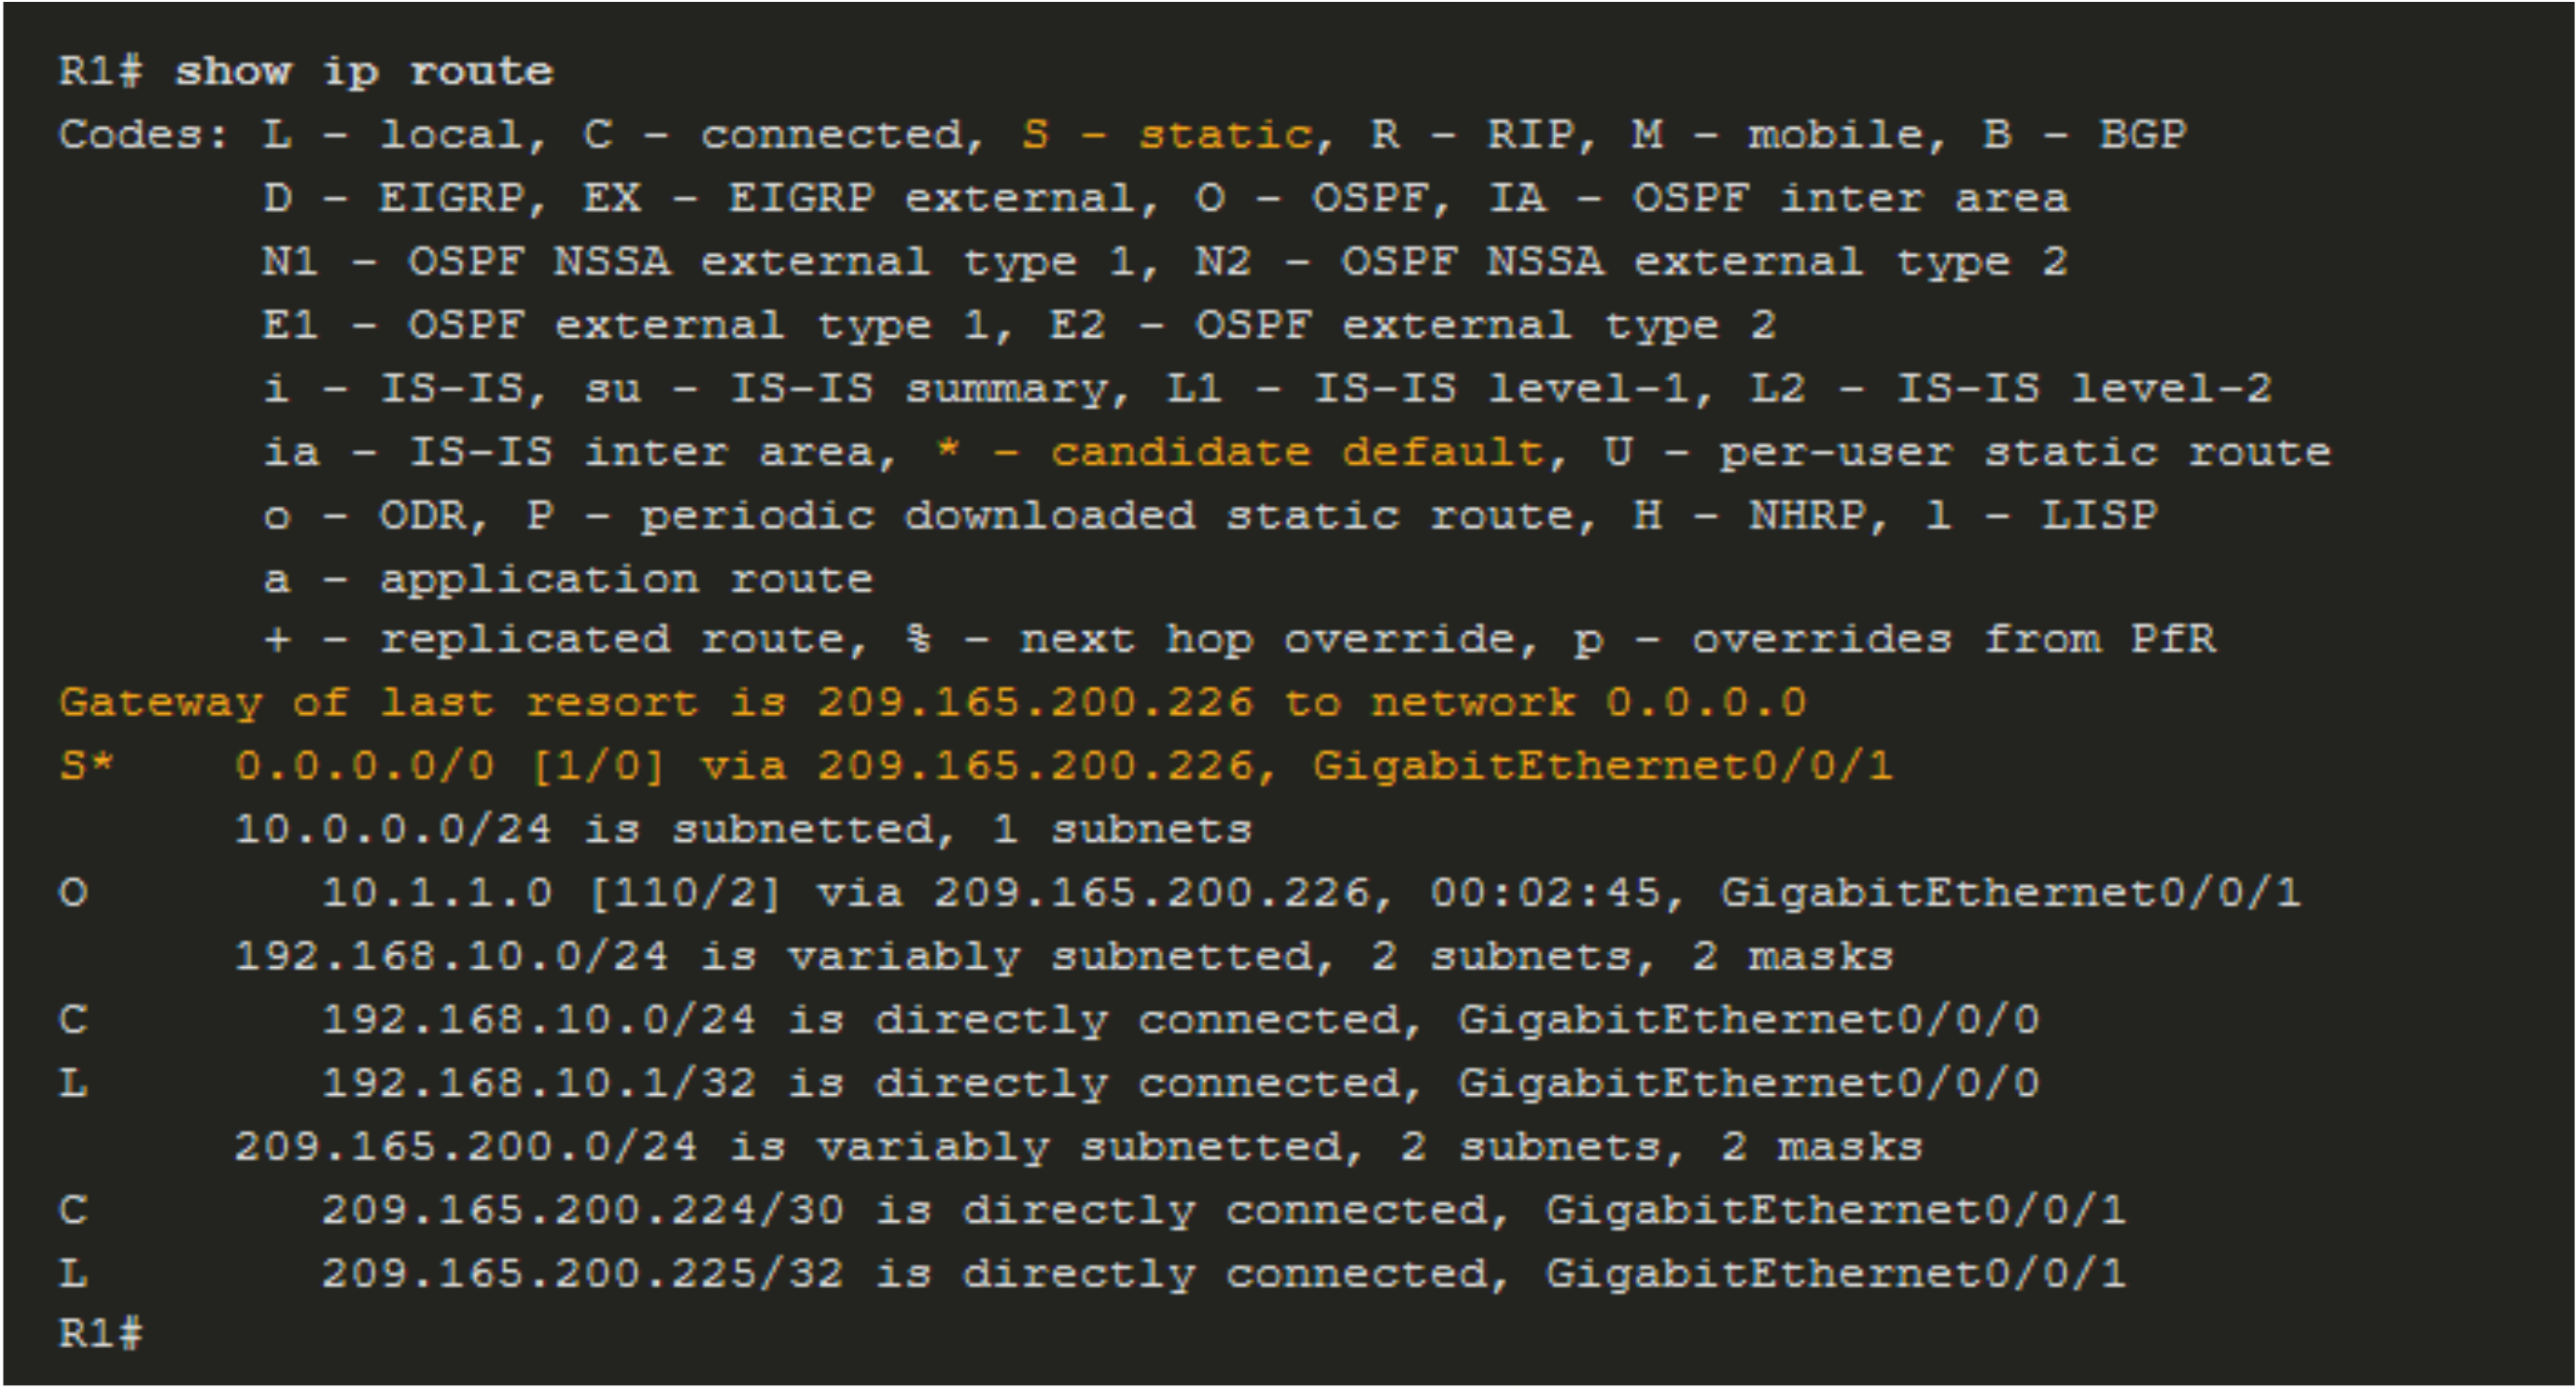 R1# show ip route
Codes: L - local, C - connected, S - static, R - RIP, M - mobile, B - BGP
D - EIGRP, EX - EIGRP external, O - OSPF, IA - OSPF inter area
N1 - OSPF NSSA external type 1, N2 - OSPF NSSA external type 2
E1 - OSPF external type 1, E2 - OSPF external type 2
i - IS-IS, su - IS-IS summary, L1 - IS-IS level-1, L2 - IS-IS level-2
ia - IS-IS inter area, * - candidate default, U - per-user static route
o - ODR, P - periodic downloaded static route, H - NHRP, l - LISP
a - application route
+ - replicated route, % - next hop override, p - overrides from PfR
Gateway of last resort is 209.165.200.226 to network 0.0.0.0
S* 0.0.0.0/0 [1/0] via 209.165.200.226, GigabitEthernet0/0/1
10.0.0.0/24 is subnetted, 1 subnets
O 10.1.1.0 [110/2] via 209.165.200.226, 00:02:45, GigabitEthernet0/0/1
192.168.10.0/24 is variably subnetted, 2 subnets, 2 masks
C 192.168.10.0/24 is directly connected, GigabitEthernet0/0/0
L 192.168.10.1/32 is directly connected, GigabitEthernet0/0/0
209.165.200.0/24 is variably subnetted, 2 subnets, 2 masks
C 209.165.200.224/30 is directly connected, GigabitEthernet0/0/1
L 209.165.200.225/32 is directly connected, GigabitEthernet0/0/1
R1#